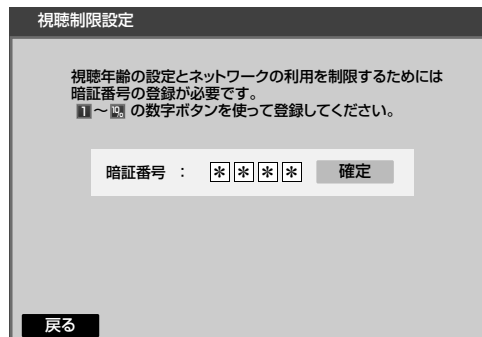 視聴制限設定
視聴年齢の設定とネットワークの利用を制限するためには
暗証番号の登録が必要です。
1～10 の数字ボタンを使って登録してください。
暗証番号 ： ＊＊＊＊ 確定
戻る